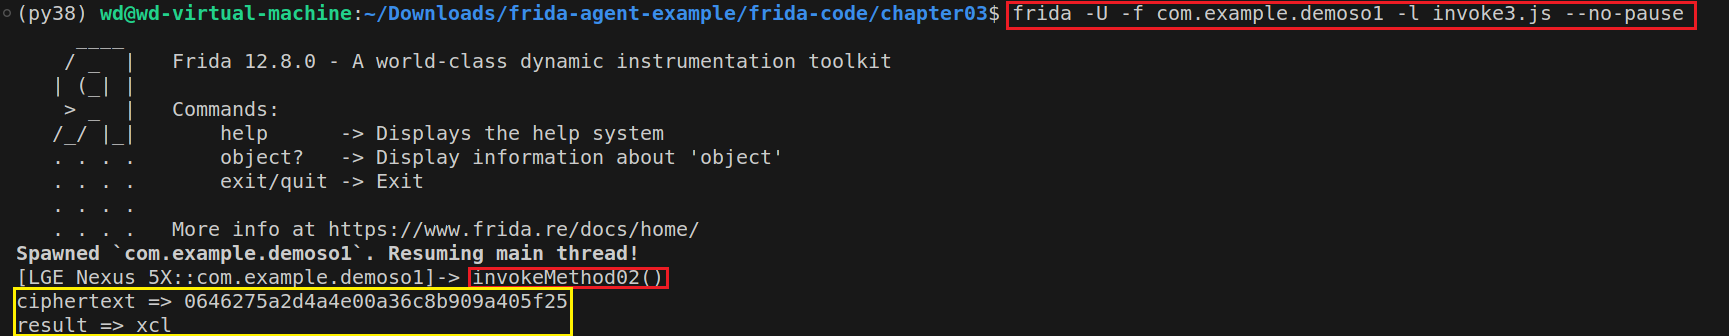 (py38) wd@wd-virtual-machine:~/Downloads/frida-agent-example/frida-code/chapter03$ frida -U -f com.example.demoso1 -l invoke3.js --no-pause
     ____
    / _  |   Frida 12.8.0 - A world-class dynamic instrumentation toolkit
   | (_| |
    > _  |   Commands:
   /_/ |_|       help      -> Displays the help system
   . . . .       object?   -> Display information about 'object'
   . . . .       exit/quit -> Exit
   . . . .
   . . . .   More info at https://www.frida.re/docs/home/
Spawned `com.example.demoso1`. Resuming main thread!
[LGE Nexus 5X::com.example.demoso1]-> invokeMethod02()
ciphertext => 0646275a2d4a4e00a36c8b909a405f25
result => xcl